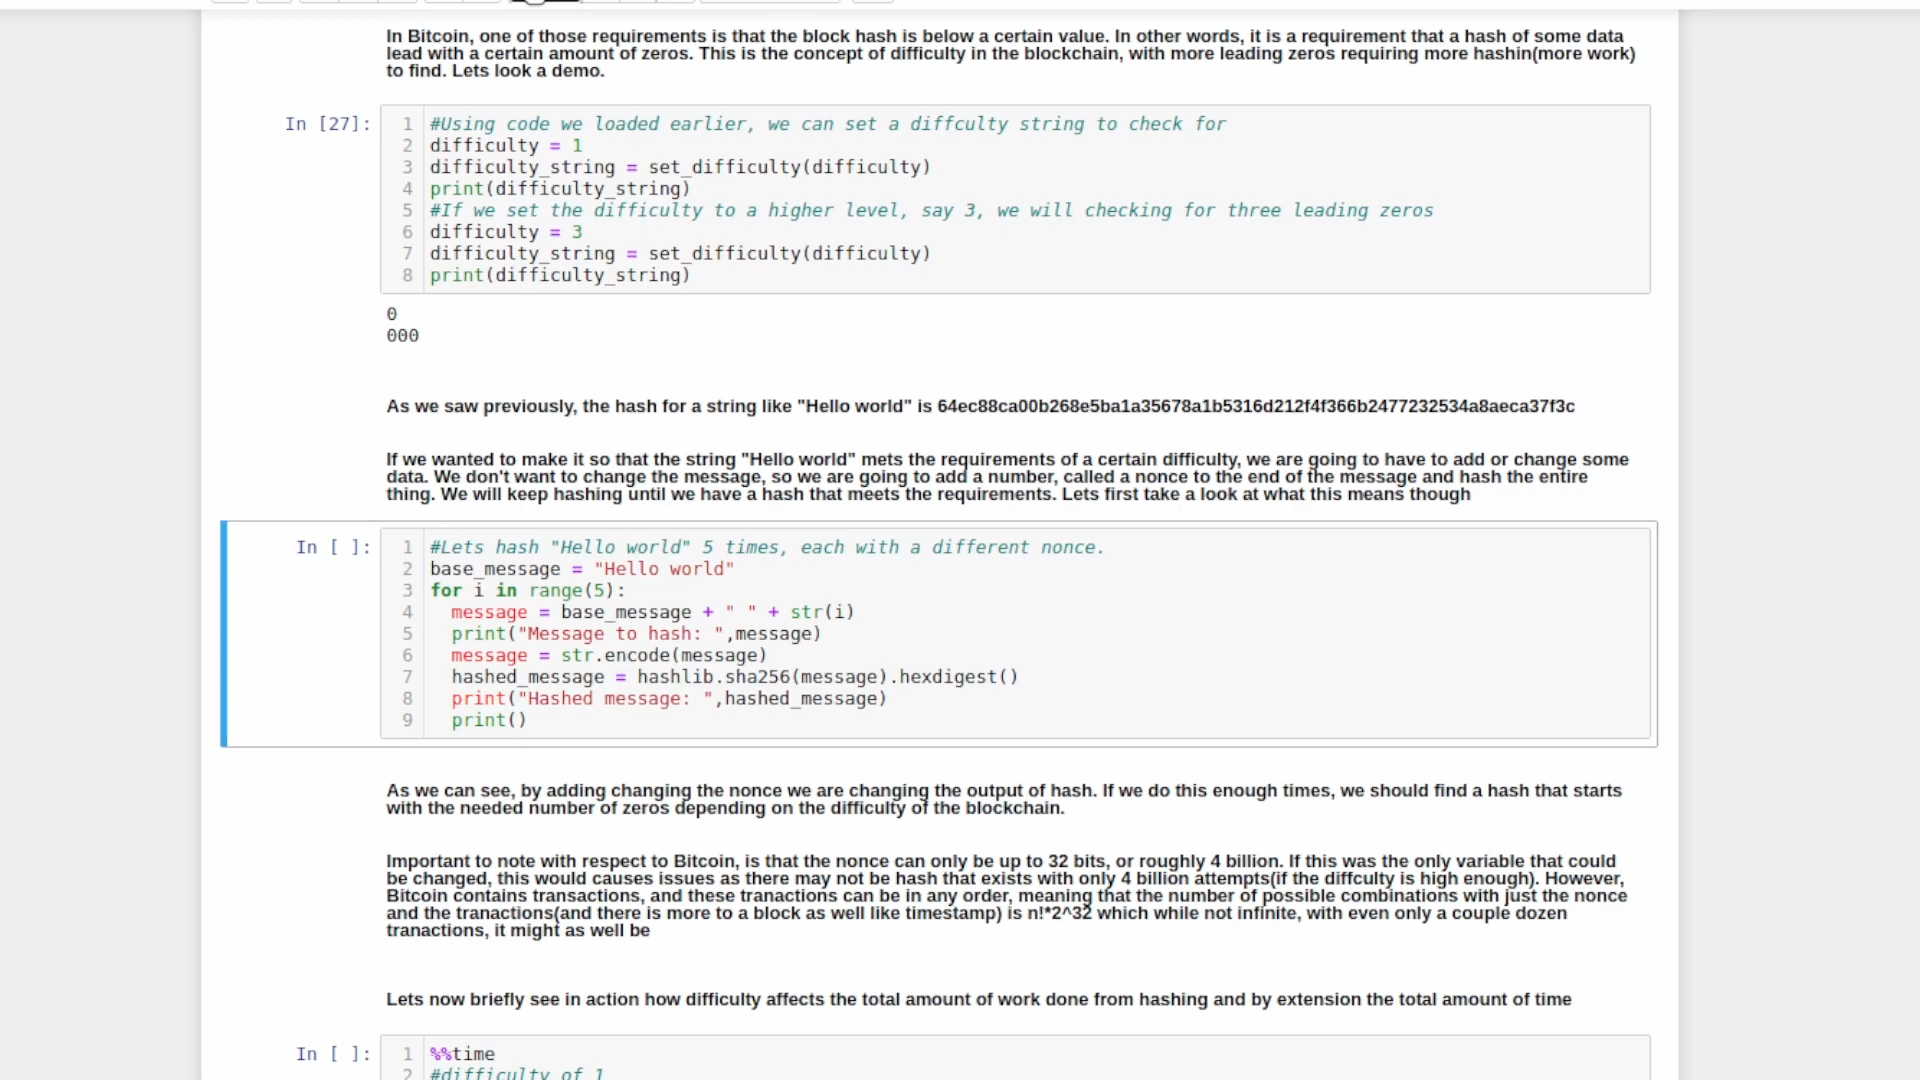 In Bitcoin, one of those requirements is that the block hash is below a certain value. In other words, it is a requirement that a hash of some data
lead with a certain amount of zeros. This is the concept of difficulty in the blockchain, with more leading zeros requiring more hashin(more work)
to find. Lets look a demo.
In [27]:
1 #Using code we loaded earlier, we can set a diffculty string to check for
2 difficulty = 1
3 difficulty_string = set_difficulty(difficulty)
4 print(difficulty_string)
5 #If we set the difficulty to a higher level, say 3, we will checking for three leading zeros
6 difficulty = 3
7 difficulty_string = set_difficulty(difficulty)
8 print(difficulty_string)
0
000
As we saw previously, the hash for a string like "Hello world" is 64ec88ca00b268e5ba1a35678a1b5316d212f4f366b2477232534a8aeca37f3c
If we wanted to make it so that the string "Hello world" mets the requirements of a certain difficulty, we are going to have to add or change some
data. We don't want to change the message, so we are going to add a number, called a nonce to the end of the message and hash the entire
thing. We will keep hashing until we have a hash that meets the requirements. Lets first take a look at what this means though
In [ ]:
1 #Lets hash "Hello world" 5 times, each with a different nonce.
2 base_message = "Hello world"
3 for i in range(5):
4   message = base_message + " " + str(i)
5   print("Message to hash: ",message)
6   message = str.encode(message)
7   hashed_message = hashlib.sha256(message).hexdigest()
8   print("Hashed message: ",hashed_message)
9   print()
As we can see, by adding changing the nonce we are changing the output of hash. If we do this enough times, we should find a hash that starts
with the needed number of zeros depending on the difficulty of the blockchain.
Important to note with respect to Bitcoin, is that the nonce can only be up to 32 bits, or roughly 4 billion. If this was the only variable that could
be changed, this would causes issues as there may not be hash that exists with only 4 billion attempts(if the diffculty is high enough). However,
Bitcoin contains transactions, and these tranactions can be in any order, meaning that the number of possible combinations with just the nonce
and the tranactions(and there is more to a block as well like timestamp) is n!*2^32 which while not infinite, with even only a couple dozen
tranactions, it might as well be
Lets now briefly see in action how difficulty affects the total amount of work done from hashing and by extension the total amount of time
In [ ]:
1 %%time
2 #difficulty of 1